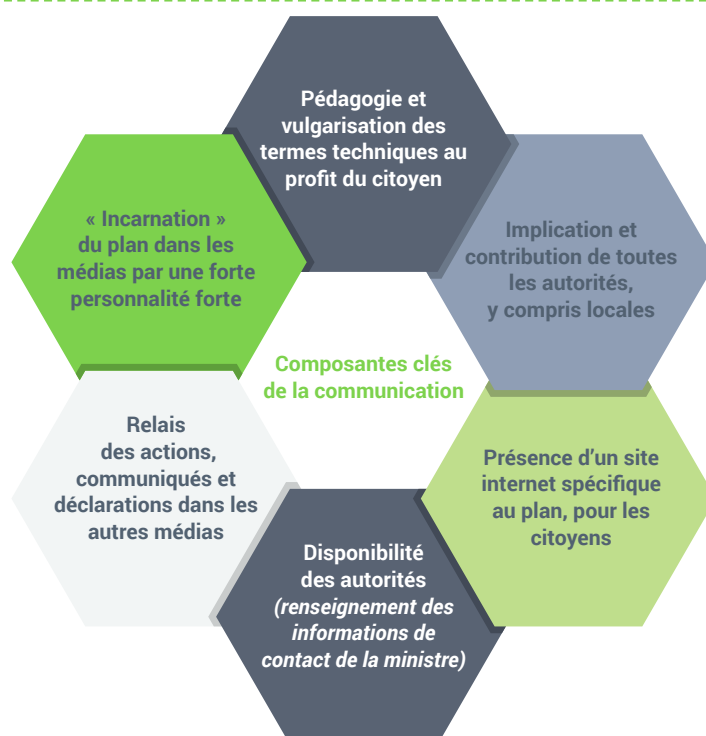 Pédagogie et
vulgarisation des
termes techniques au
profit du citoyen
« Incarnation »
du plan dans les
médias par une forte
personnalité forte
Implication et
contribution de toutes
les autorités,
y compris locales
Composantes clés
de la communication
Relais
des actions,
communiqués et
déclarations dans les
autres médias
Présence d’un site
internet spécifique
au plan, pour les
citoyens
Disponibilité
des autorités
(renseignement des
informations de
contact de la ministre)